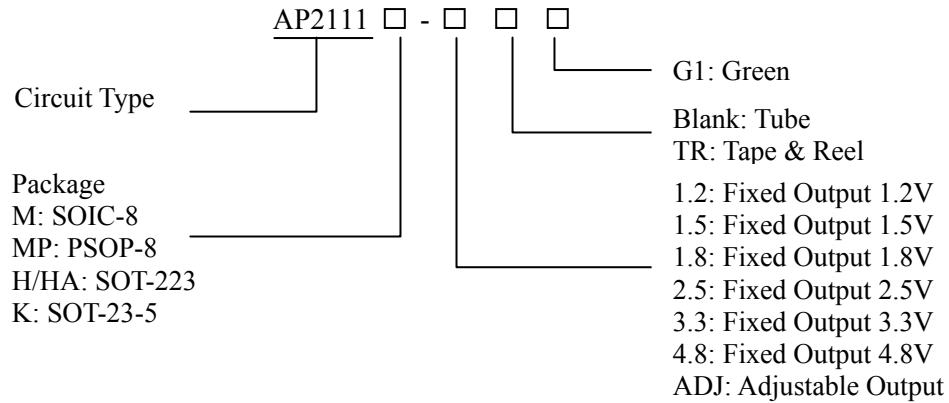 AP2111 □ - □ □ □
Circuit Type
Package
M: SOIC-8
MP: PSOP-8
H/HA: SOT-223
K: SOT-23-5
G1: Green
Blank: Tube
TR: Tape & Reel
1.2: Fixed Output 1.2V
1.5: Fixed Output 1.5V
1.8: Fixed Output 1.8V
2.5: Fixed Output 2.5V
3.3: Fixed Output 3.3V
4.8: Fixed Output 4.8V
ADJ: Adjustable Output